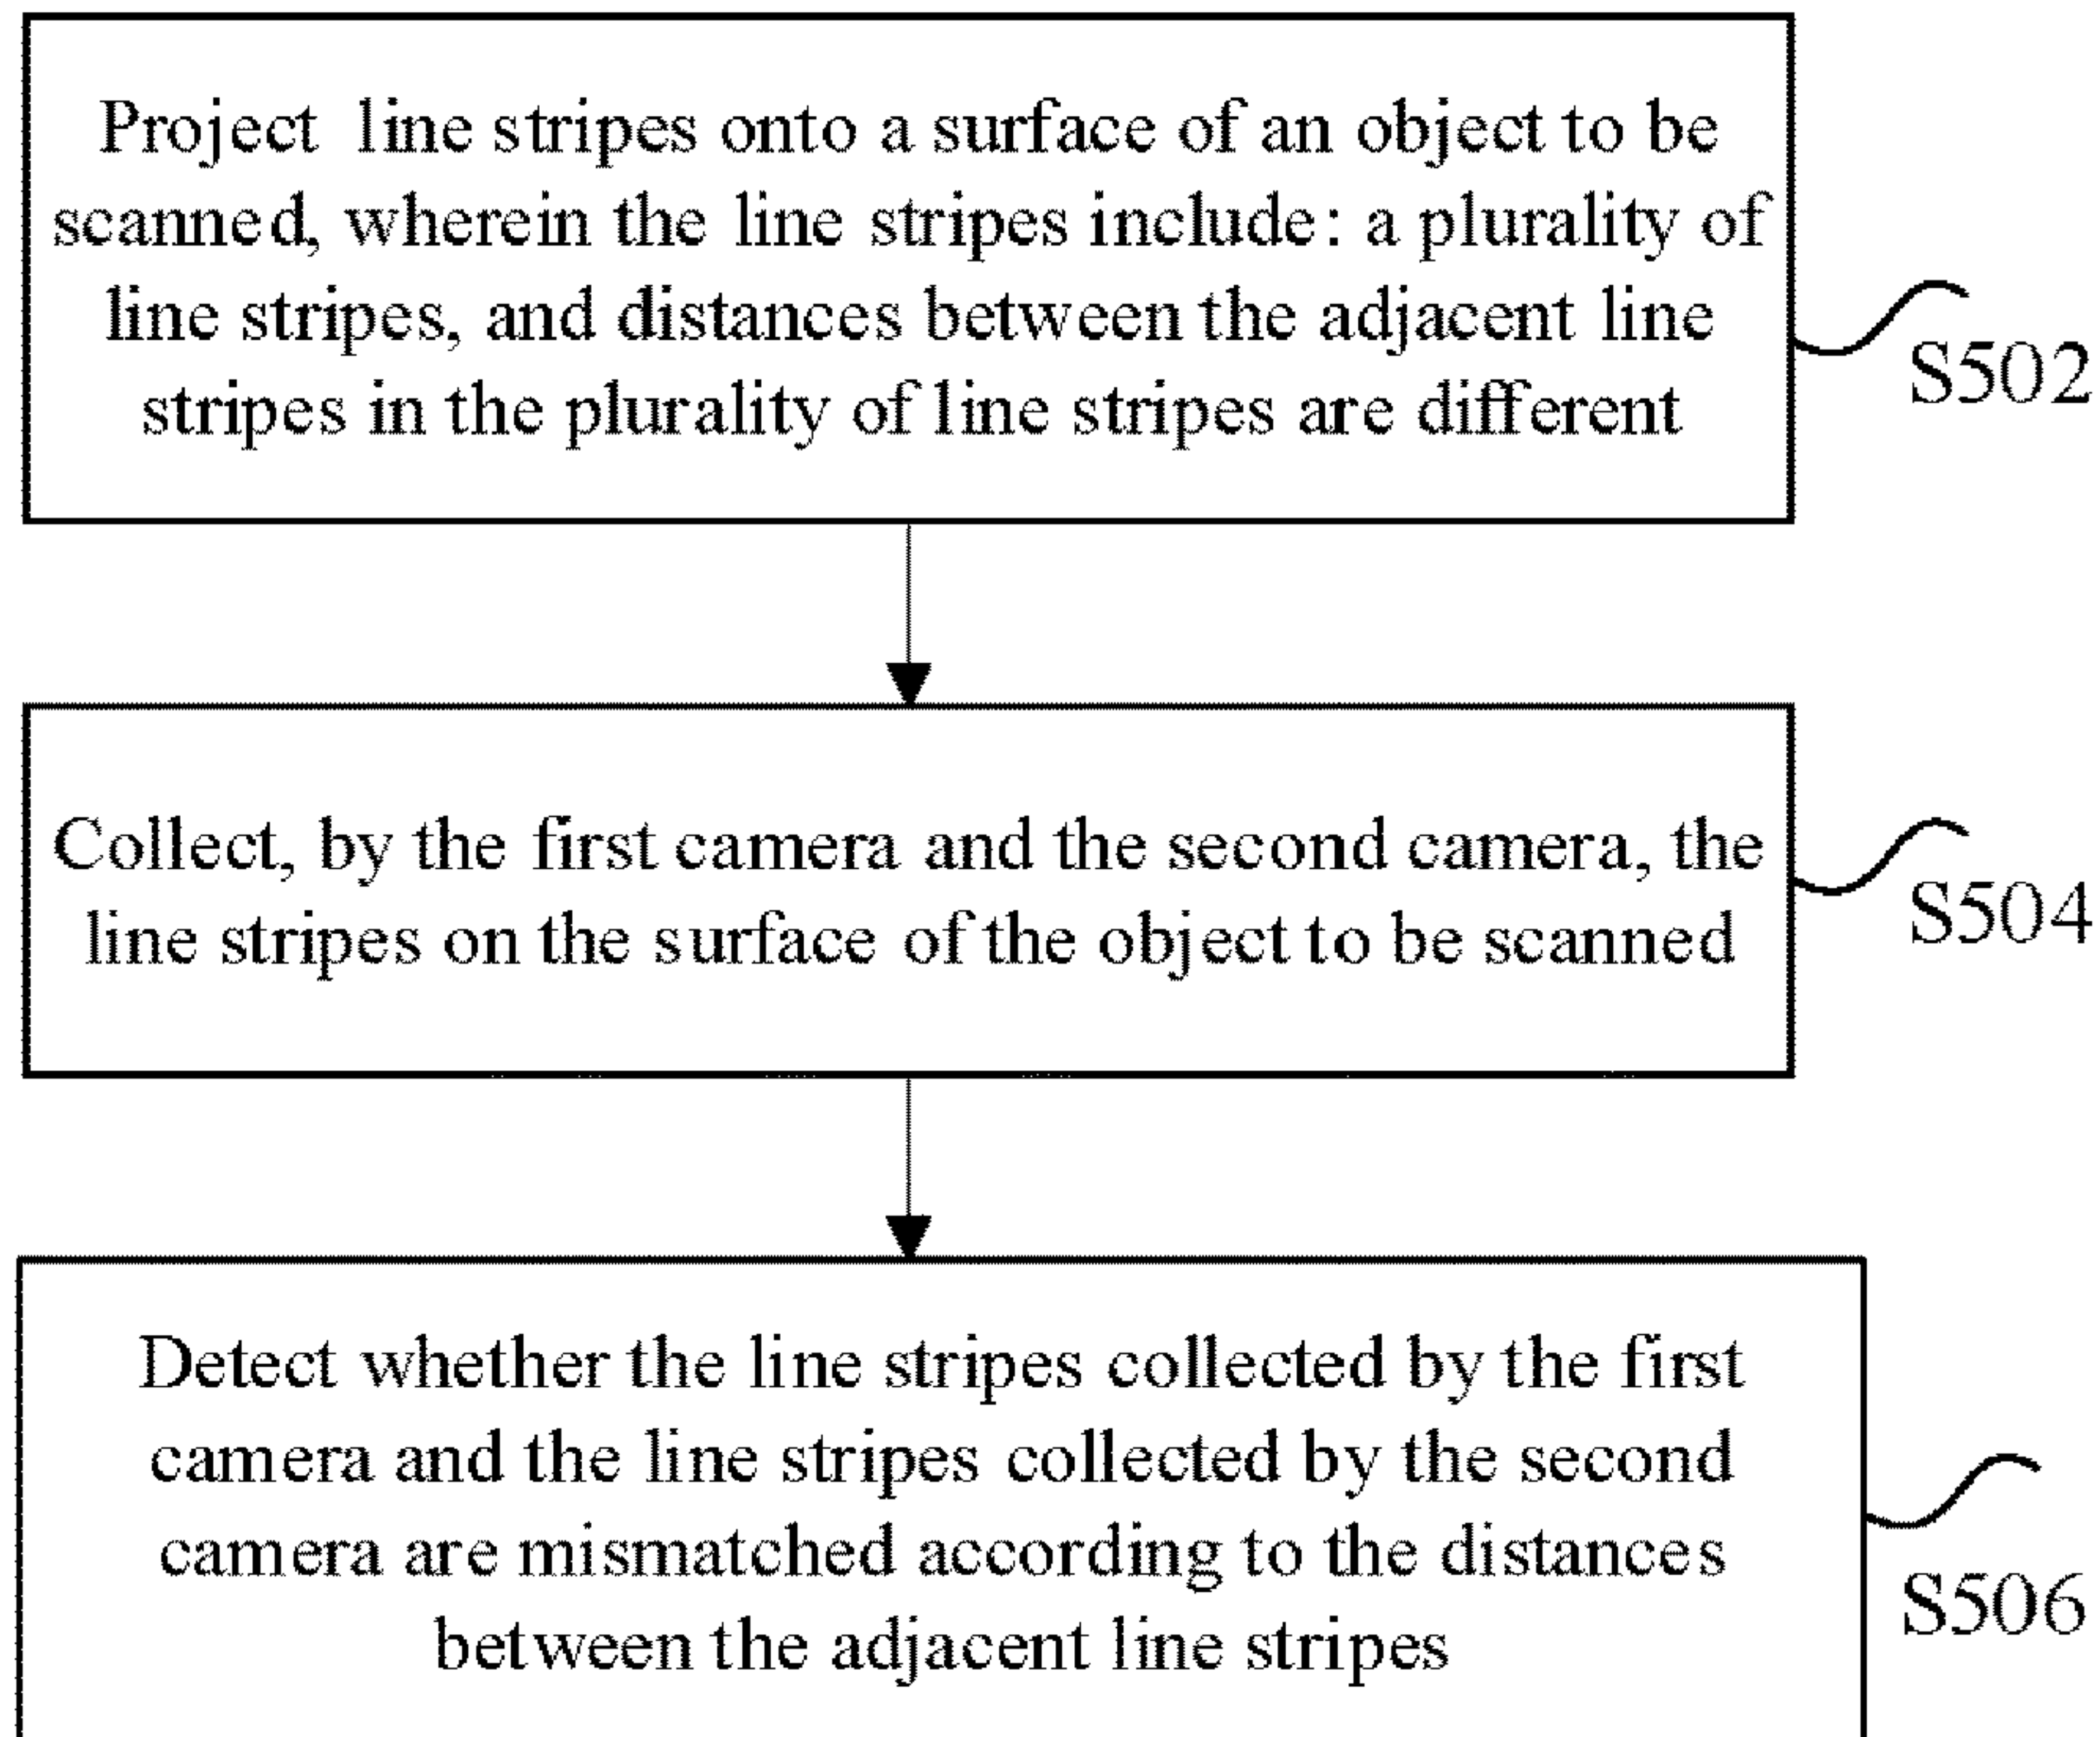 Project line stripes onto a surface of an object to be
scanned, wherein the line stripes include: a plurality of
line stripes, and distances between the adjacent line
stripes in the plurality of line stripes are different
S502
Collect, by the first camera and the second camera, the
line stripes on the surface of the object to be scanned
S504
Detect whether the line stripes collected by the first
camera and the line stripes collected by the second
camera are mismatched according to the distances
between the adjacent line stripes
S506